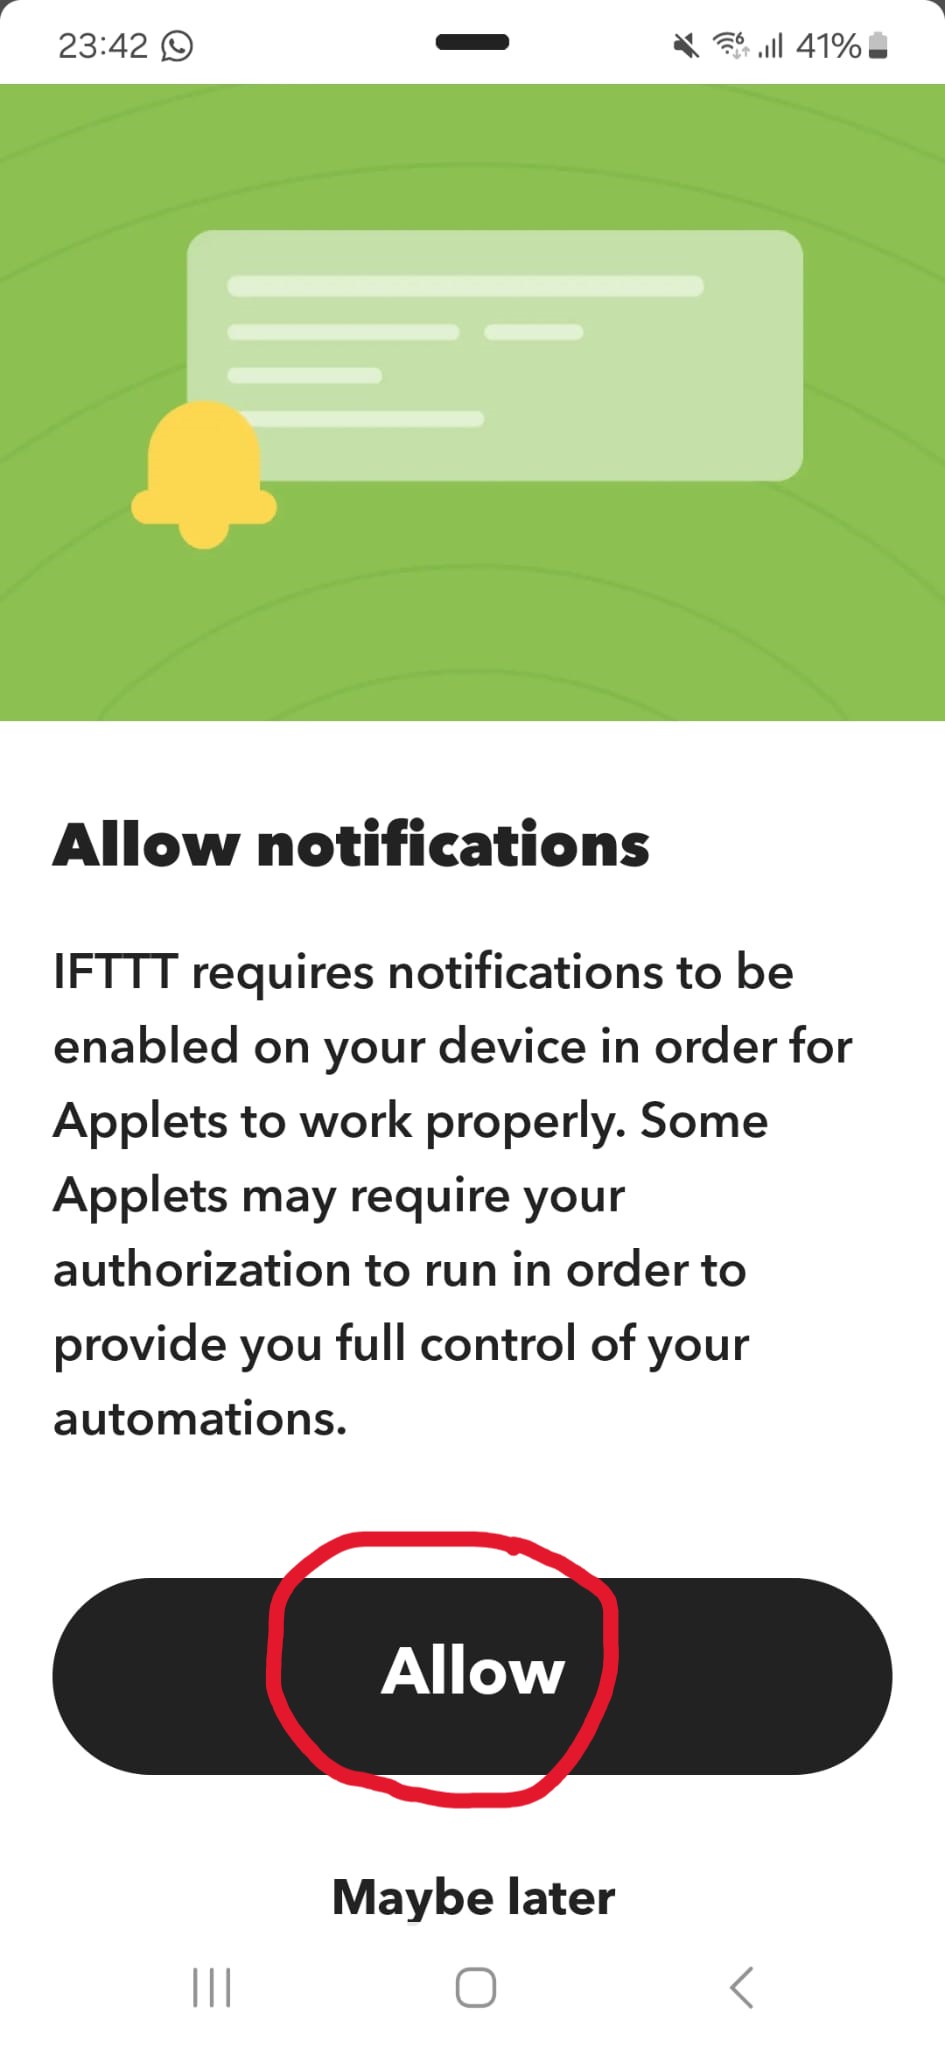 23:42
41%
Allow notifications
IFTTT requires notifications to be
enabled on your device in order for
Applets to work properly. Some
Applets may require your
authorization to run in order to
provide you full control of your
automations.
Allow
Maybe later